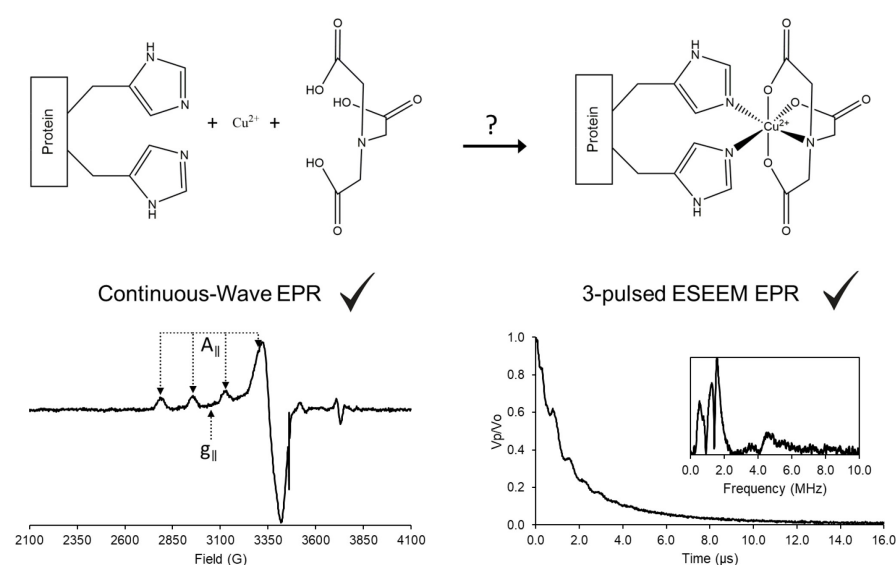 H
N
N
Protein
N
N
H
+ Cu²⁺ +
O
HO
HO
O
N
HO
O
?
H
N
N
Protein
N
N
H
O
O
O
O
Cu²⁺
N
O
O
Continuous-Wave EPR
A||
g||
2100 2350 2600 2850 3100 3350 3600 3850 4100
Field (G)
3-pulsed ESEEM EPR
Vp/Vo
1.0
0.8
0.6
0.4
0.2
0.0
0.0 2.0 4.0 6.0 8.0 10.0
Frequency (MHz)
0.0 2.0 4.0 6.0 8.0 10.0 12.0 14.0 16.0
Time (µs)